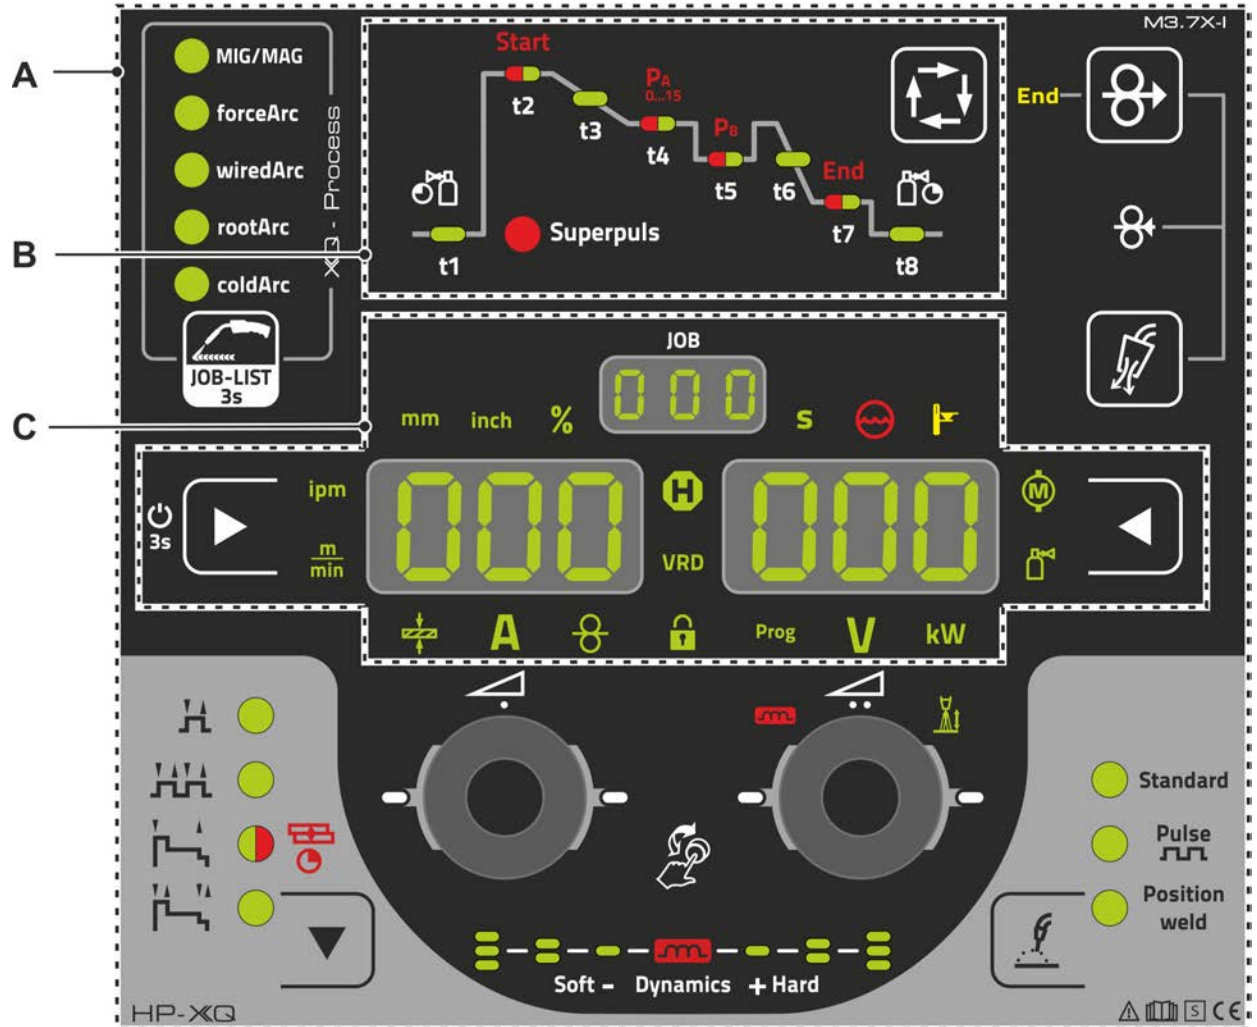 M3.7X-I
A
MIG/MAG
forceArc
wiredArc
rootArc
coldArc
XQ - Process
JOB-LIST
3s
B
Start
PA
0...15
PB
End
t1
t2
t3
t4
t5
t6
t7
t8
Superpuls
End
C
JOB
000
mm
inch
%
S
ipm
m
min
000
H
VRD
000
M
3s
A
Prog
V
kW
Standard
Pulse
Position
weld
Soft - Dynamics + Hard
HP-XQ
S CE